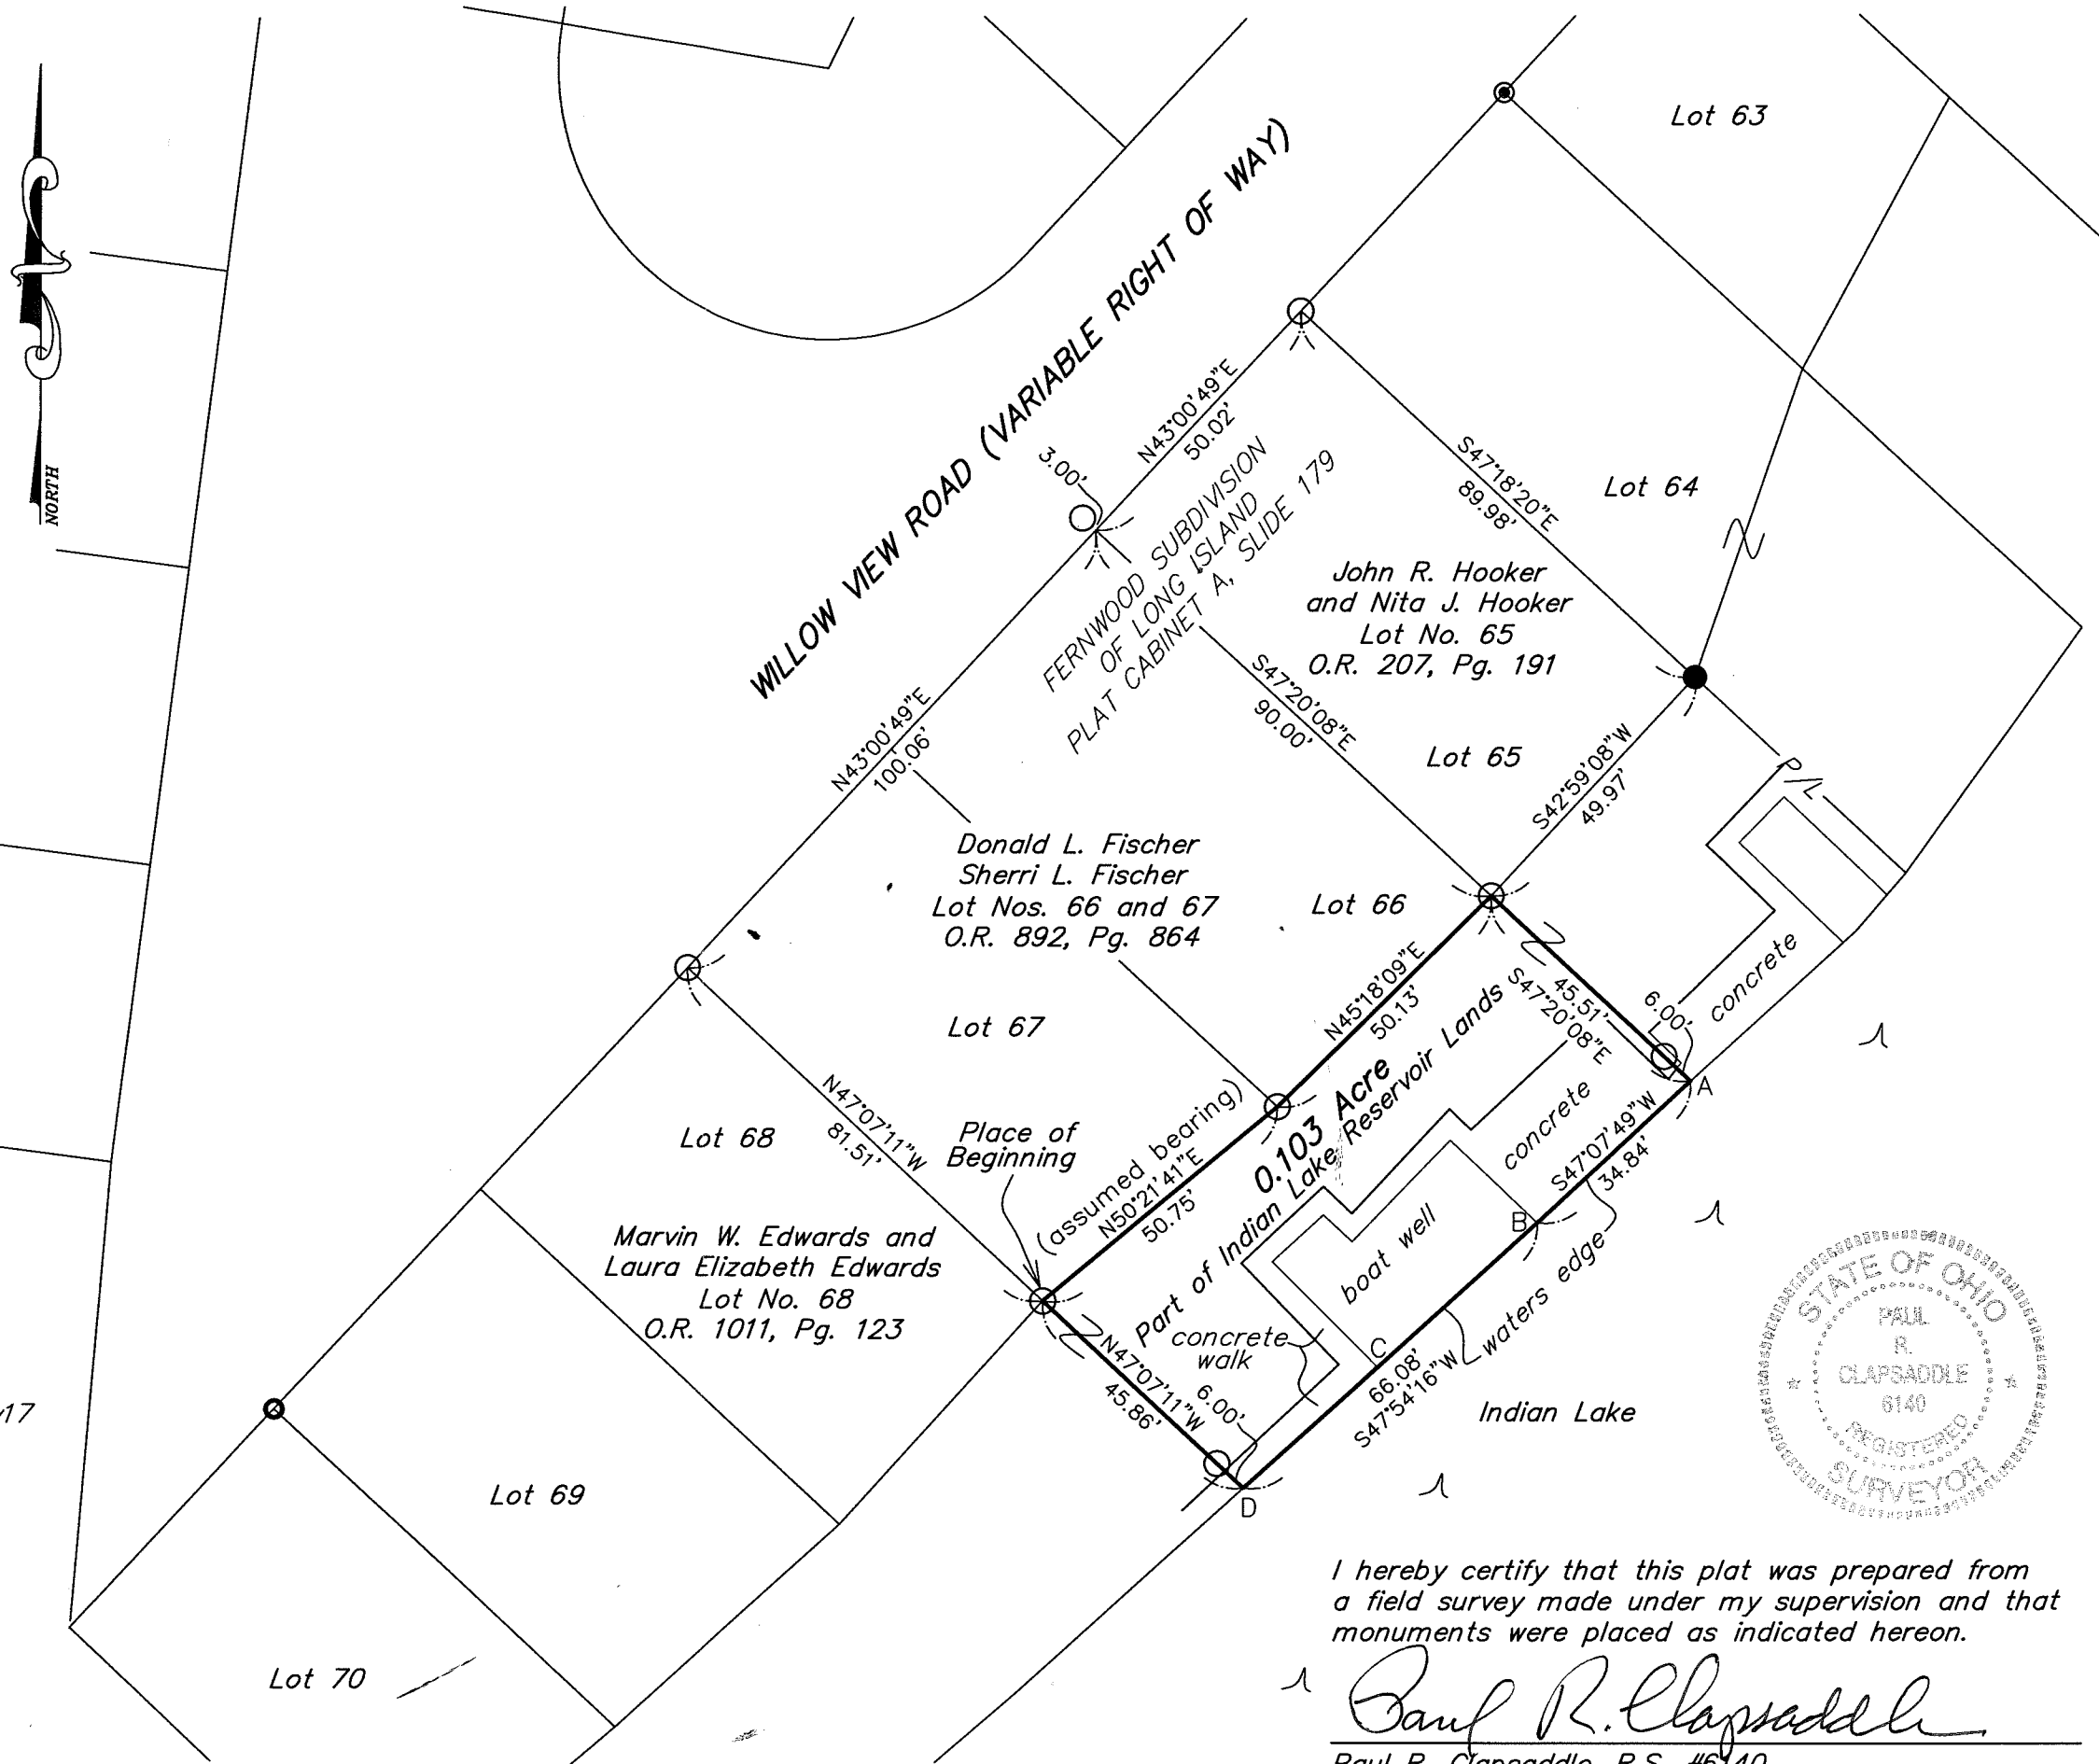 NORTH
Lot 63
WILLOW VIEW ROAD (VARIABLE RIGHT OF WAY)
N43°00'49"E
50.02'
3.00'
FERNWOOD SUBDIVISION
OF LONG ISLAND
PLAT CABINET A, SLIDE 179
S47°18'20"E
89.98'
Lot 64
John R. Hooker
and Nita J. Hooker
Lot No. 65
O.R. 207, Pg. 191
S47°20'08"E
90.00'
Lot 65
S42°59'08"W
49.97'
P/L
N43°00'49"E
100.06'
Donald L. Fischer
Sherri L. Fischer
Lot Nos. 66 and 67
O.R. 892, Pg. 864
Lot 66
N45°18'09"E
50.13'
45.51'
S47°20'08"E
6.00'
concrete
A
Lot 67
N47°07'11"W
81.51'
Lot 68
Place of
Beginning
(assumed bearing)
N50°21'41"E
50.75'
0.103 Acre
Part of Indian Lake Reservoir Lands
concrete
S47°07'49"W
34.84'
B
boat well
waters edge
Marvin W. Edwards and
Laura Elizabeth Edwards
Lot No. 68
O.R. 1011, Pg. 123
concrete
walk
C
66.08'
S47°54'16"W
N47°07'11"W
45.86'
6.00'
D
Indian Lake
17
Lot 69
Lot 70
STATE OF OHIO
PAUL
R.
CLAPSADDLE
6140
REGISTERED
SURVEYOR
I hereby certify that this plat was prepared from
a field survey made under my supervision and that
monuments were placed as indicated hereon.
Paul R. Clapsaddle
Paul R. Clapsaddle, P.S. #6140